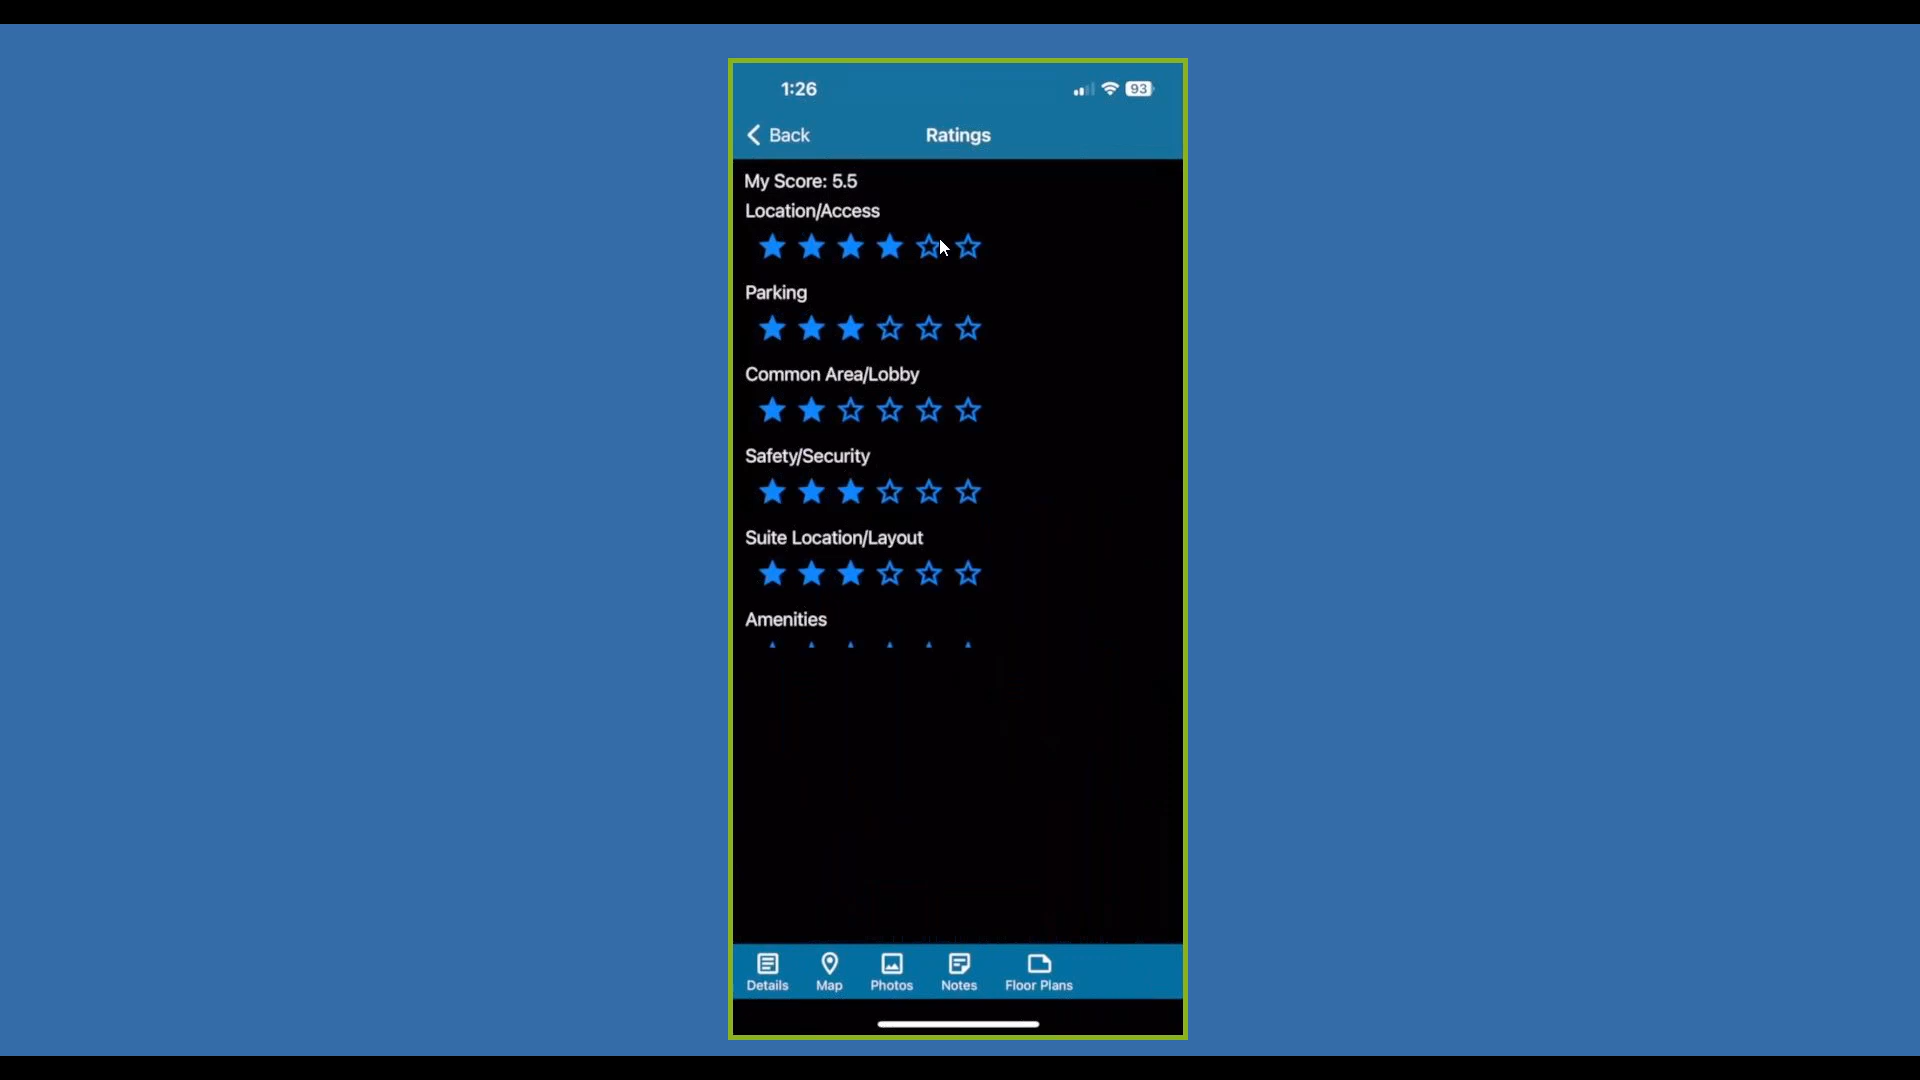 1:26
93
Back
Ratings
My Score: 5.5
Location/Access
Parking
Common Area/Lobby
Safety/Security
Suite Location/Layout
Amenities
Details Map Photos Notes Floor Plans